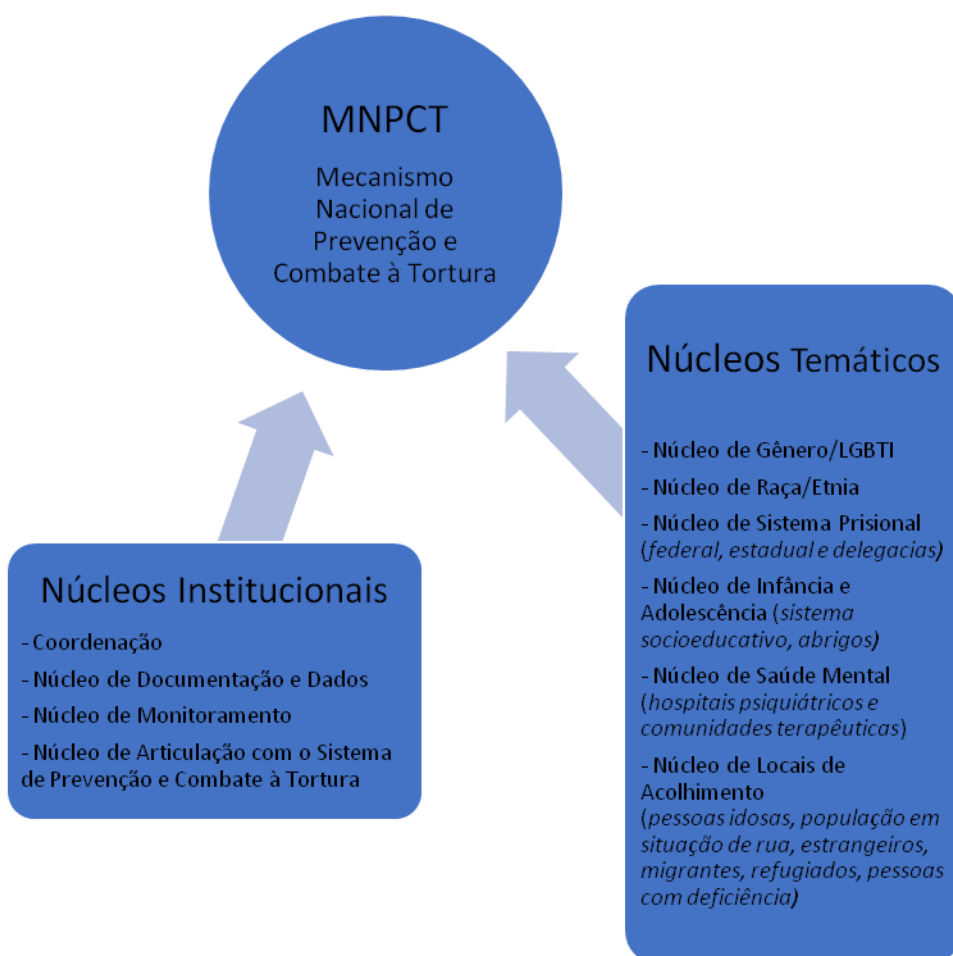 MNPCT
Mecanismo
Nacional de
Prevenção e
Combate à Tortura
Núcleos Institucionais
- Coordenação
- Núcleo de Documentação e Dados
- Núcleo de Monitoramento
- Núcleo de Articulação com o Sistema
de Prevenção e Combate à Tortura
Núcleos Temáticos
- Núcleo de Gênero/LGBTI
- Núcleo de Raça/Etnia
- Núcleo de Sistema Prisional
(federal, estadual e delegacias)
- Núcleo de Infância e
Adolescência (sistema
socioeducativo, abrigos)
- Núcleo de Saúde Mental
(hospitais psiquiátricos e
comunidades terapêuticas)
- Núcleo de Locais de
Acolhimento
(pessoas idosas, população em
situação de rua, estrangeiros,
migrantes, refugiados, pessoas
com deficiência)